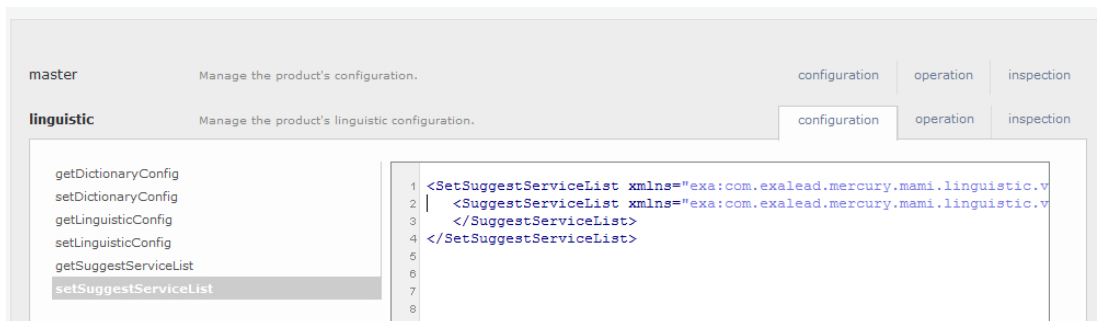 master Manage the product's configuration. configuration operation inspection
linguistic Manage the product's linguistic configuration. configuration operation inspection
getDictionaryConfig
setDictionaryConfig
getLinguisticConfig
setLinguisticConfig
getSuggestServiceList
setSuggestServiceList
1 <SetSuggestServiceList xmlns="exa:com.exalead.mercury.mami.linguistic.v
2 <SuggestServiceList xmlns="exa:com.exalead.mercury.mami.linguistic.v
3 </SuggestServiceList>
4 </SetSuggestServiceList>
5
6
7
8